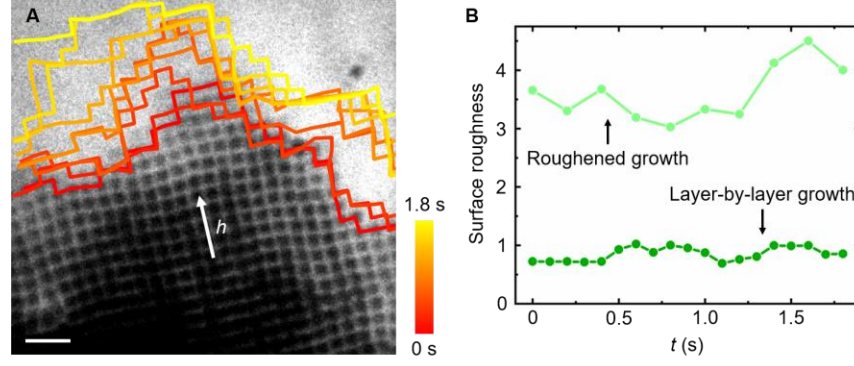 A
h
1.8 s
0 s
B
Surface roughness
4
3
2
1
0
Roughened growth
Layer-by-layer growth
0
0.5
1.0
1.5
t (s)